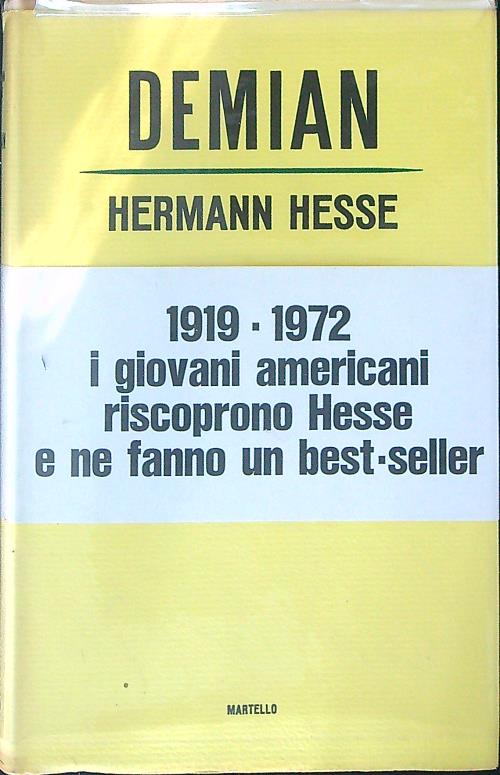 DEMIAN
HERMANN HESSE
1919 · 1972
i giovani americani
riscoprono Hesse
e ne fanno un best·seller
MARTELLO